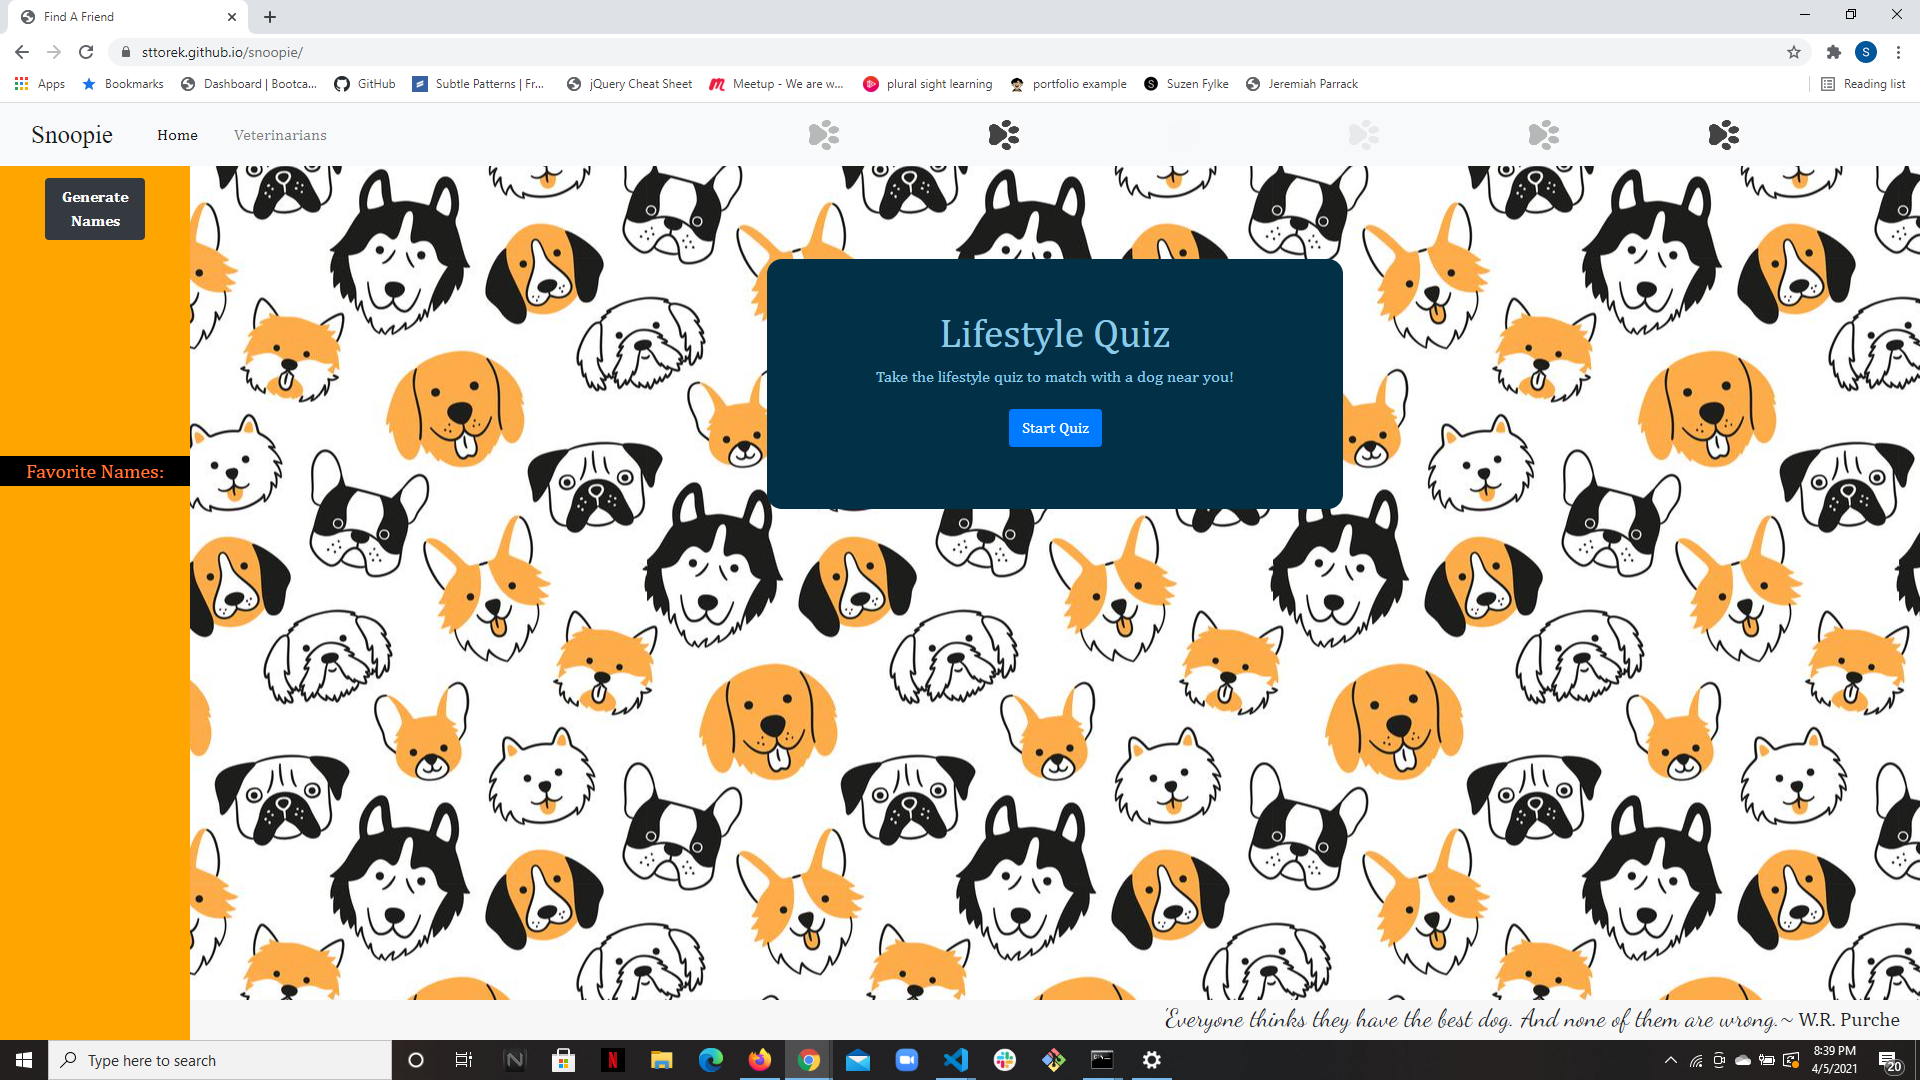 Find A Friend
sttorek.github.io/snoopie/
S
Apps Bookmarks Dashboard | Bootca... GitHub Subtle Patterns | Fr... jQuery Cheat Sheet Meetup - We are w... plural sight learning portfolio example Suzen Fylke Jeremiah Parrack Reading list
Snoopie Home Veterinarians
Generate
Names
Lifestyle Quiz
Take the lifestyle quiz to match with a dog near you!
Start Quiz
Favorite Names:
'Everyone thinks they have the best dog. And none of them are wrong.~ W.R. Purche
Type here to search
8:39 PM
4/5/2021
20